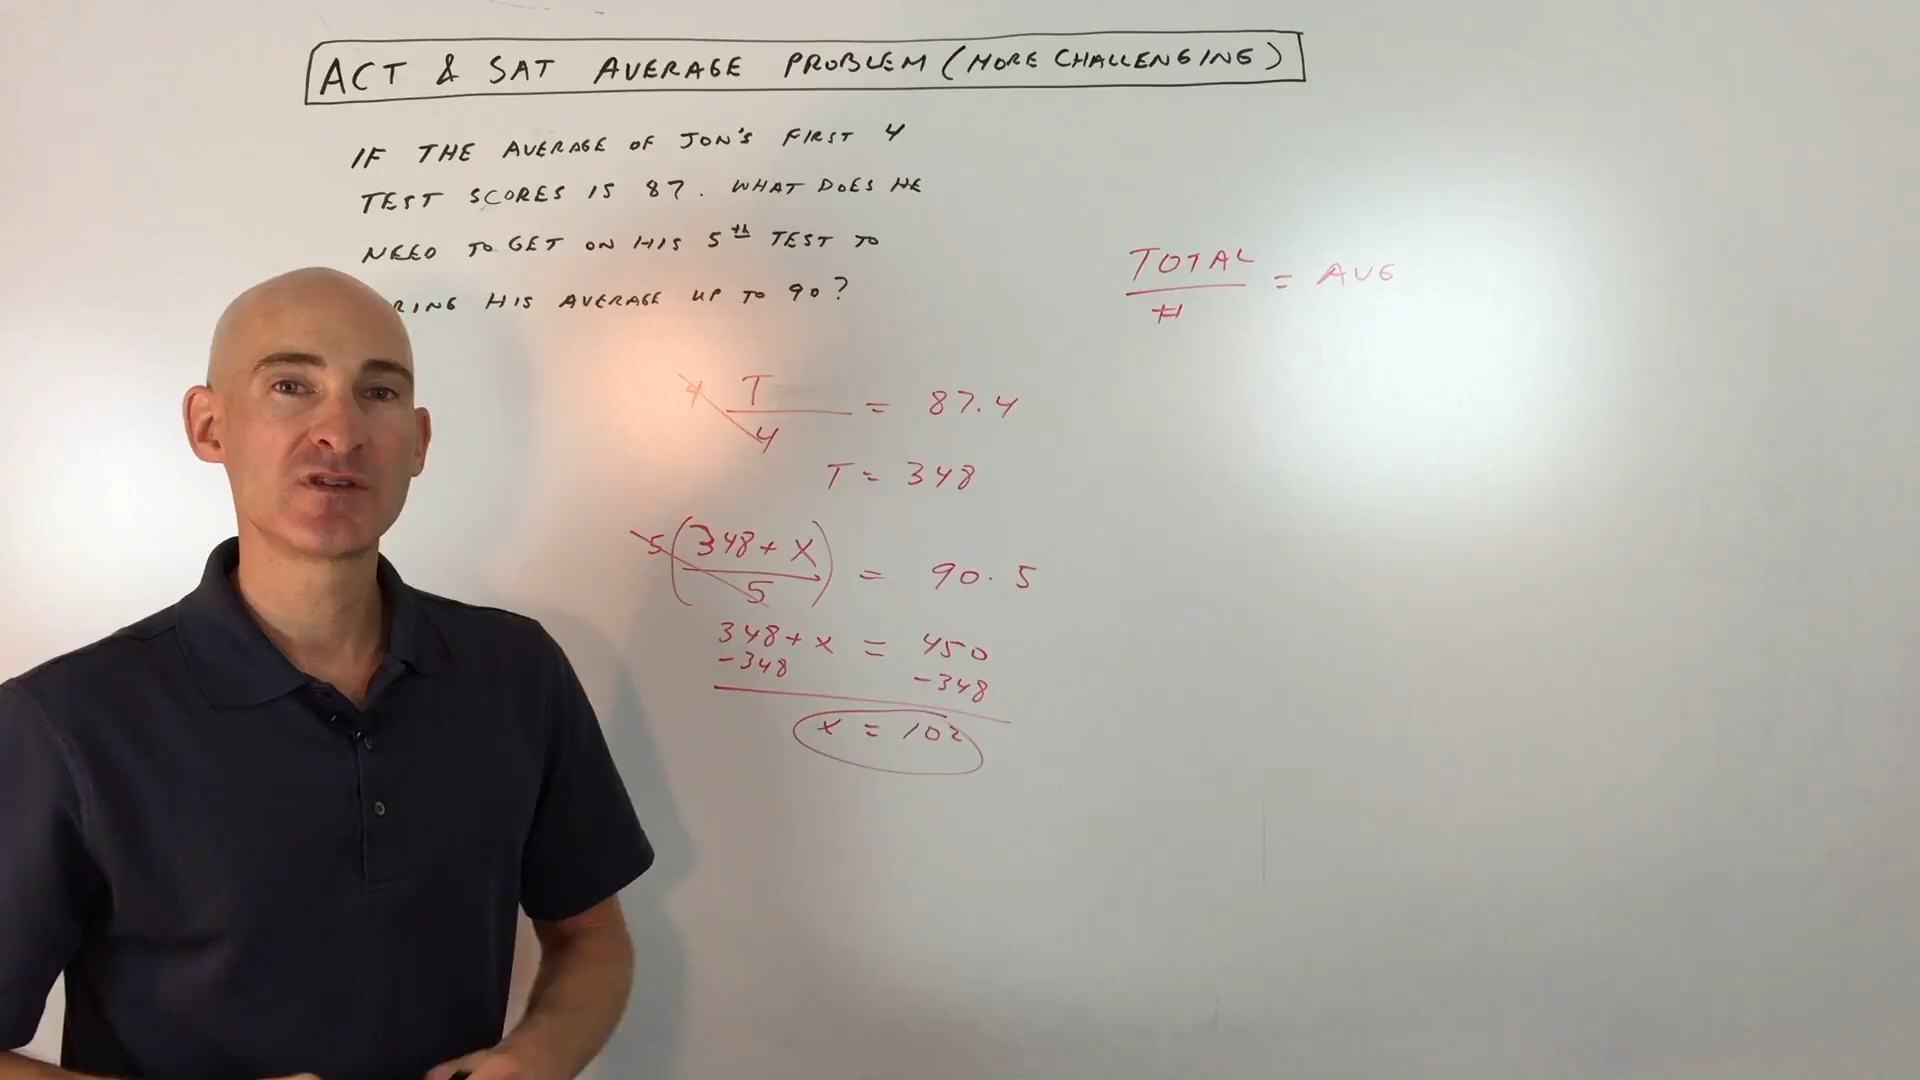 ACT & SAT AVERAGE PROBLEM (MORE CHALLENGING)
IF THE AVERAGE OF JON'S FIRST 4
TEST SCORES IS 87. WHAT DOES HE
NEED TO GET ON HIS 5th TEST TO
RING HIS AVERAGE UP TO 90?
TOTAL
# = AVG
4 T
4 = 87.4
T = 348
5(348+X)
5 = 90.5
348+x = 450
-348 -348
x = 102